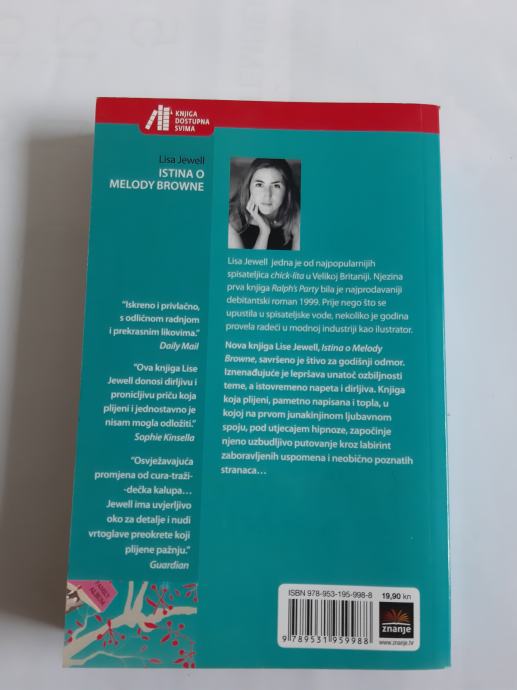 KNJIGA
DOSTUPNA
SVIMA
Lisa Jewell
ISTINA O
MELODY BROWNE
"Iskreno i privlačno,
s odličnom radnjom
i prekrasnim likovima."
Daily Mail
"Ova knjiga Lise
Jewell donosi dirljivu i
pronicljivu priču koja
plijeni i jednostavno je
nisam mogla odložiti."
Sophie Kinsella
"Osvježavajuća
promjena od cura-traži-
-dečka kalupa...
Jewell ima uvjerljivo
oko za detalje i nudi
vrtoglave preokrete koji
plijene pažnju."
Guardian
FAMILY
ALBUM
Lisa Jewell jedna je od najpopularnijih
spisateljica chick-lita u Velikoj Britaniji. Njezina
prva knjiga Ralph's Party bila je najprodavaniji
debitantski roman 1999. Prije nego što se
upustila u spisateljske vode, nekoliko je godina
provela radeći u modnoj industriji kao ilustrator.
Nova knjiga Lise Jewell, Istina o Melody
Browne, savršeno je štivo za godišnji odmor.
Iznenađujuće je lepršava unatoč ozbiljnosti
teme, a istovremeno napeta i dirljiva. Knjiga
koja plijeni, pametno napisana i topla, u
kojoj na prvom junakinjinom ljubavnom
spoju, pod utjecajem hipnoze, započinje
njeno uzbudljivo putovanje kroz labirint
zaboravljenih uspomena i neobično poznatih
stranaca...
ISBN 978-953-195-998-8
9 789531 959988
19,90 kn
znanje
www.znanje.hr